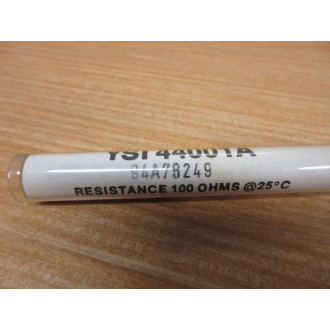 YSI 44001A
94A78249
RESISTANCE 100 OHMS @25°C